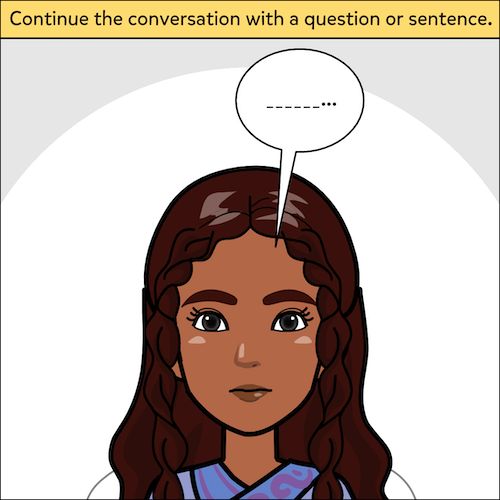 Continue the conversation with a question or sentence.
______...